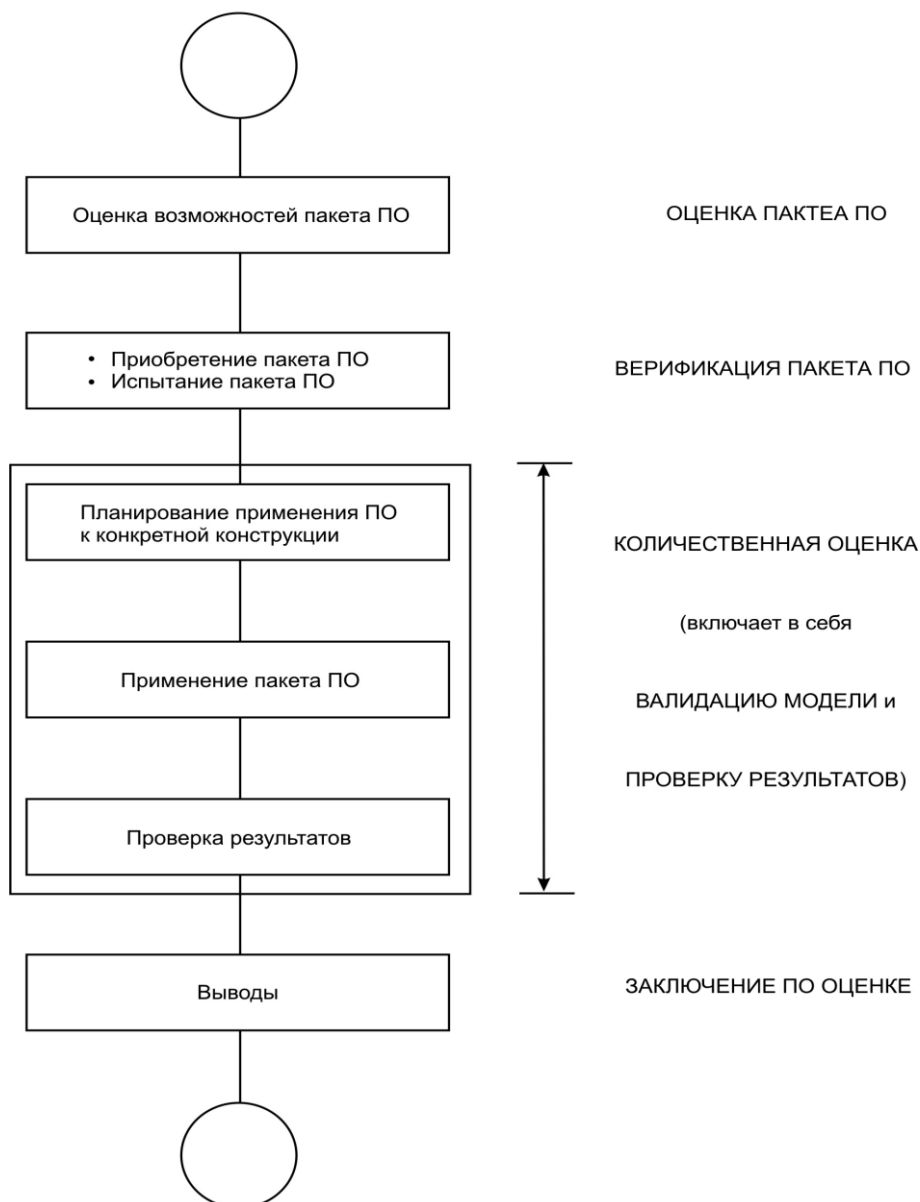 Оценка возможностей пакета ПО
ОЦЕНКА ПАКТЕА ПО
• Приобретение пакета ПО
• Испытание пакета ПО
ВЕРИФИКАЦИЯ ПАКЕТА ПО
Планирование применения ПО
к конкретной конструкции
КОЛИЧЕСТВЕННАЯ ОЦЕНКА
(включает в себя
Применение пакета ПО
ВАЛИДАЦИЮ МОДЕЛИ и
ПРОВЕРКУ РЕЗУЛЬТАТОВ)
Проверка результатов
Выводы
ЗАКЛЮЧЕНИЕ ПО ОЦЕНКЕ